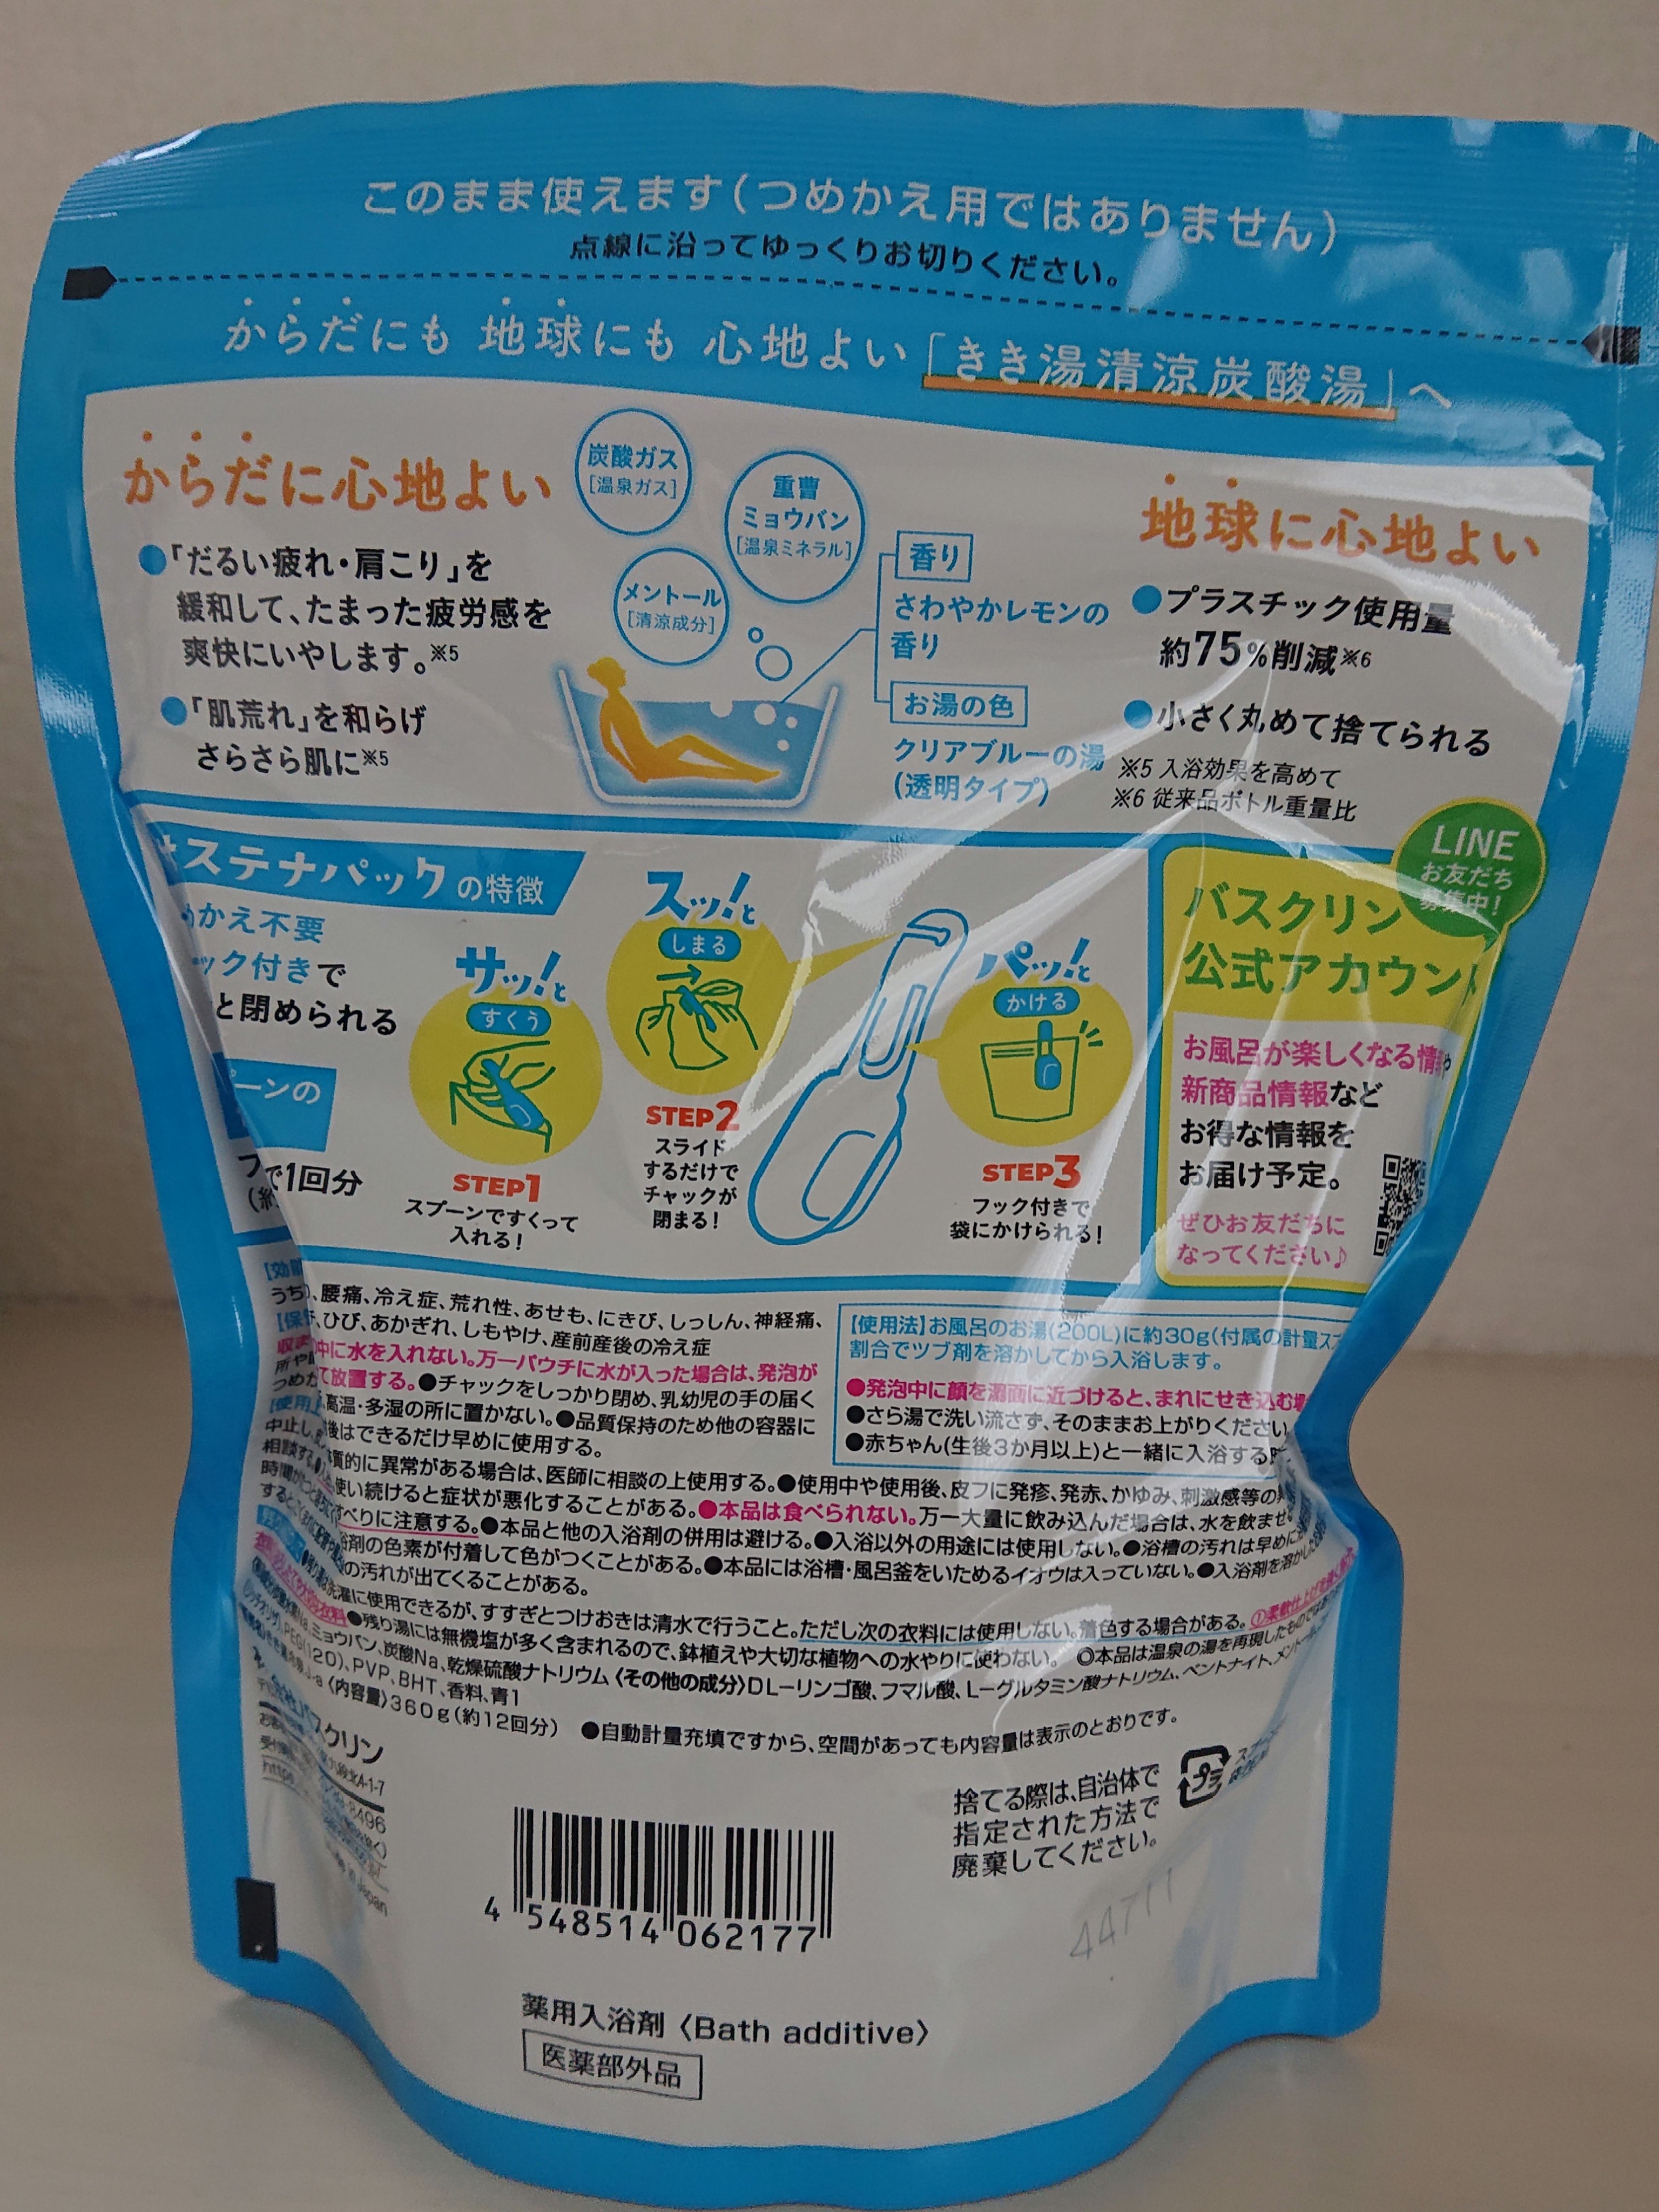 このまま使えます(つめかえ用ではありません)
点線に沿ってゆっくりお切りください。
からだにも 地球にも 心地よい「きき湯清涼炭酸湯」へ
からだに心地よい
●「だるい疲れ・肩こり」を
緩和して、たまった疲労感を
爽快にいやします。※5
●「肌荒れ」を和らげ
さらさら肌に※5
炭酸ガス
[温泉ガス]
重曹
ミョウバン
[温泉ミネラル]
メントール
[清涼成分]
香り
さわやかレモンの
香り
お湯の色
クリアブルーの湯
(透明タイプ)
地球に心地よい
●プラスチック使用量
約75%削減※6
●小さく丸めて捨てられる
※5 入浴効果を高めて
※6 従来品ボトル重量比
ステナパックの特徴
かえ不要
ック付きで
と閉められる
ーンの
で1回分
サッ!と
すくう
STEP1
スプーンですくって
入れる!
スッ!と
しまる
STEP2
スライド
するだけで
チャックが
閉まる!
パッ!と
かける
STEP3
フック付きで
袋にかけられる!
LINE
お友だち
募集中!
バスクリン
公式アカウント
お風呂が楽しくなる情報や
新商品情報など
お得な情報を
お届け予定。
ぜひお友だちに
なってください♪
うち、腰痛、冷え症、荒れ性、あせも、にきび、しっしん、神経痛、
ひび、あかぎれ、しもやけ、産前産後の冷え症
中に水を入れない。万一パウチに水が入った場合は、発泡が
て放置する。●チャックをしっかり閉め、乳幼児の手の届く
高温・多湿の所に置かない。●品質保持のため他の容器に
後はできるだけ早めに使用する。
【使用法】お風呂のお湯(200L)に約30g(付属の計量ス
割合でツブ剤を溶かしてから入浴します。
●発泡中に顔を湯面に近づけると、まれにせき込む場
●さら湯で洗い流さず、そのままお上がりください
●赤ちゃん(生後3か月以上)と一緒に入浴する
質的に異常がある場合は、医師に相談の上使用する。●使用中や使用後、皮フに発疹、発赤、かゆみ、刺激感等の
使い続けると症状が悪化することがある。●本品は食べられない。万一大量に飲み込んだ場合は、水を飲ませ
すべりに注意する。●本品と他の入浴剤の併用は避ける。●入浴以外の用途には使用しない。●浴槽の汚れは早めに
浴剤の色素が付着して色がつくことがある。●本品には浴槽・風呂釜をいためるイオウは入っていない。●入浴剤を溶かした
の汚れが出てくることがある。
洗濯に使用できるが、すすぎとつけおきは清水で行うこと。ただし次の衣料には使用しない。着色する場合がある。①柔軟仕上げ
●残り湯には無機塩が多く含まれるので、鉢植えや大切な植物への水やりに使わない。 ◎本品は温泉の湯を再現したものでは
ミョウバン、炭酸Na、乾燥硫酸ナトリウム〈その他の成分〉DL-リンゴ酸、フマル酸、L-グルタミン酸ナトリウム、ベントナイト、メントール
PEG(120)、PVP、BHT、香料、青1
〈内容量〉360g(約12回分) ●自動計量充填ですから、空間があっても内容量は表示のとおりです。
バスクリン
北4-1-7
8496
Japan
捨てる際は、自治体で
指定された方法で
廃棄してください。
プラ
4 548514 062177
44711
薬用入浴剤〈Bath additive〉
医薬部外品